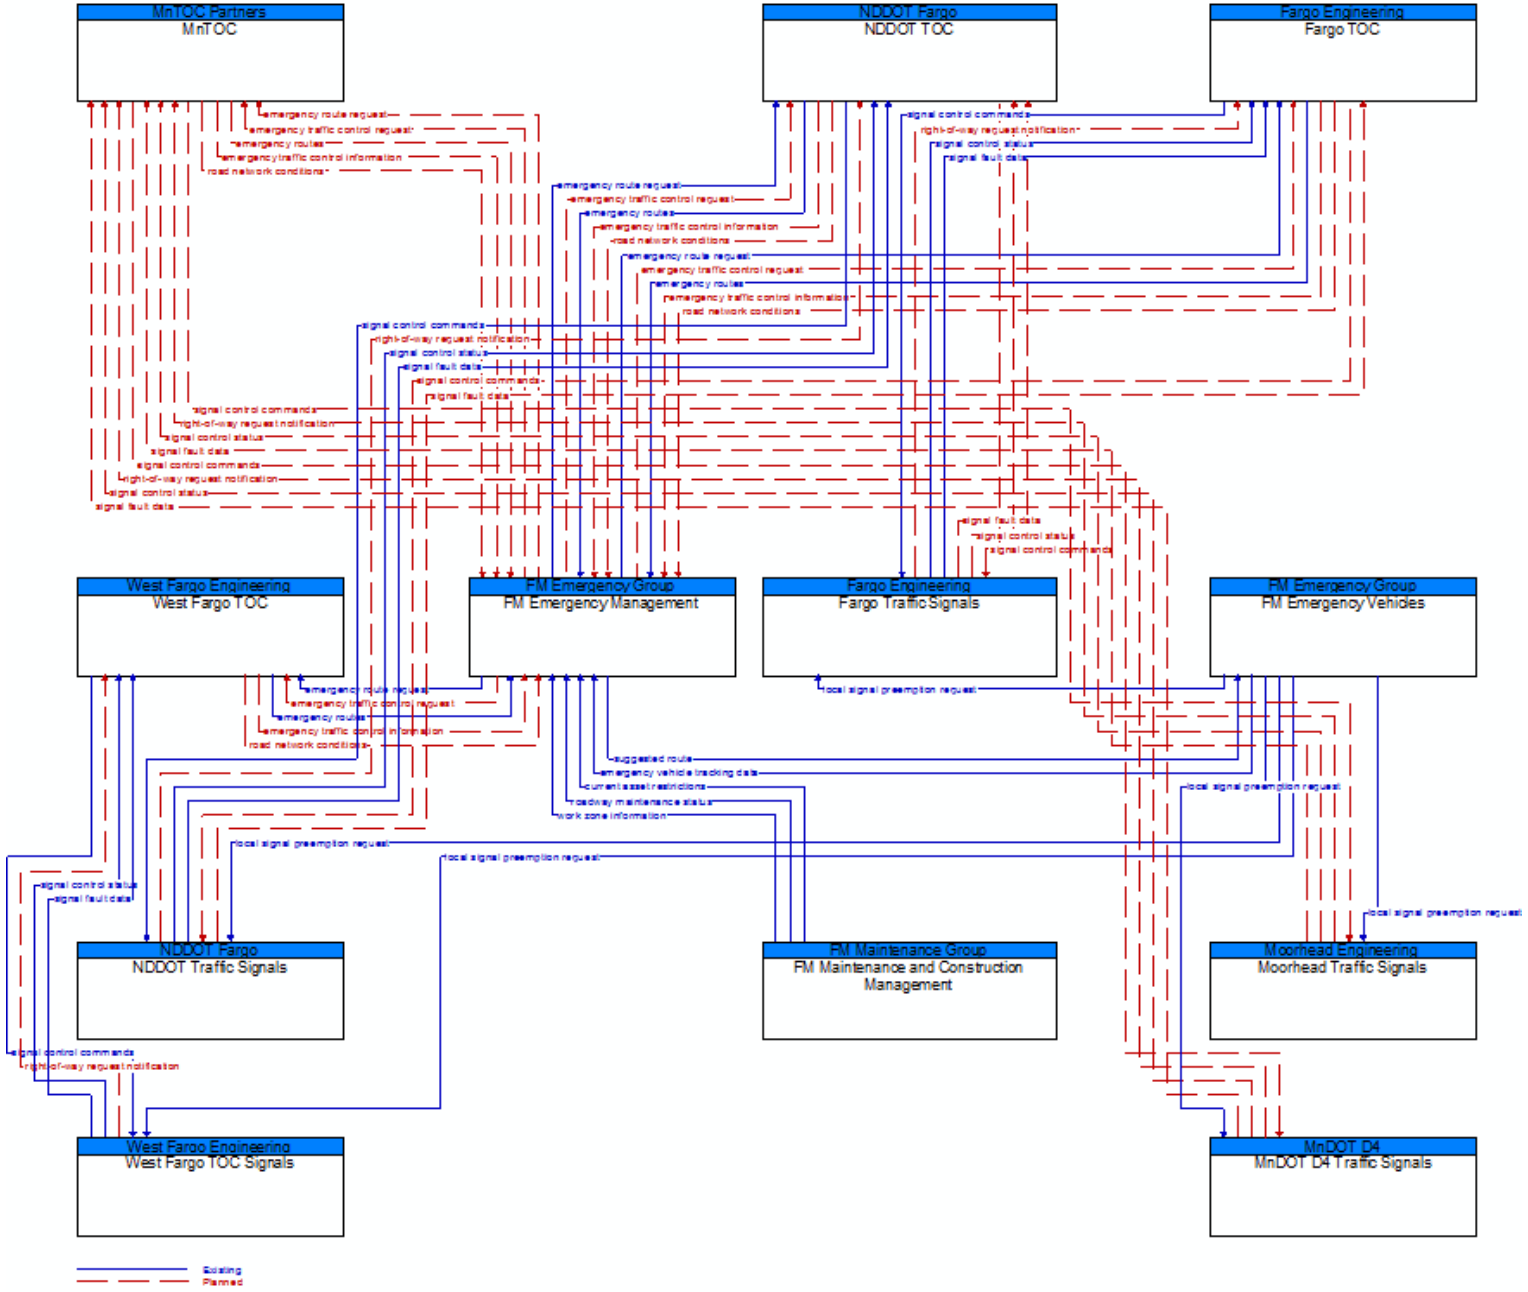 MnTOC Partners
MnTOC
NDDOT Fargo
NDDOT TOC
Fargo Engineering
Fargo TOC
emergency route request
emergency traffic control request
emergency routes
emergency traffic control information
road network conditions
signal control commands
right-of-way request notification
signal control status
signal fault data
emergency route request
emergency traffic control request
emergency routes
emergency traffic control information
road network conditions
emergency route request
emergency traffic control request
emergency routes
emergency traffic control information
road network conditions
signal control commands
right-of-way request notification
signal control status
signal fault data
signal control commands
signal fault data
signal control commands
right-of-way request notification
signal control status
signal fault data
signal control commands
right-of-way request notification
signal control status
signal fault data
signal fault data
signal control status
signal control commands
West Fargo Engineering
West Fargo TOC
FM Emergency Group
FM Emergency Management
Fargo Engineering
Fargo Traffic Signals
FM Emergency Group
FM Emergency Vehicles
emergency route request
emergency traffic control request
emergency routes
emergency traffic control information
road network conditions
local signal preemption request
suggested route
emergency vehicle tracking data
current asset restrictions
roadway maintenance status
work zone information
local signal preemption request
local signal preemption request
local signal preemption request
signal control status
signal fault data
local signal preemption request
NDDOT Fargo
NDDOT Traffic Signals
FM Maintenance Group
FM Maintenance and Construction
Management
Moorhead Engineering
Moorhead Traffic Signals
signal control commands
right-of-way request notification
West Fargo Engineering
West Fargo TOC Signals
MnDOT D4
MnDOT D4 Traffic Signals
Existing
Planned